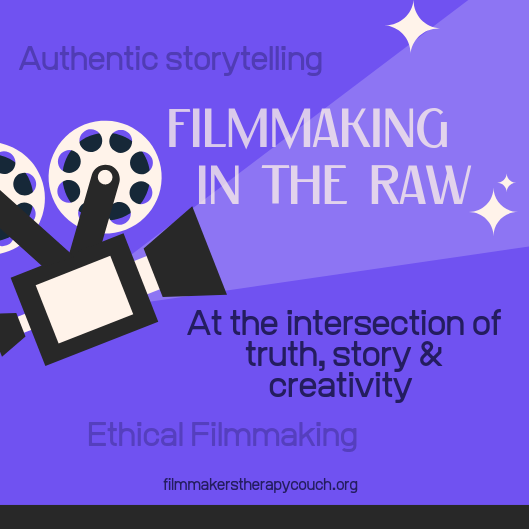 Authentic storytelling
FILMMAKING
IN THE RAW
At the intersection of
truth, story &
creativity
Ethical Filmmaking
filmmakerstherapycouch.org